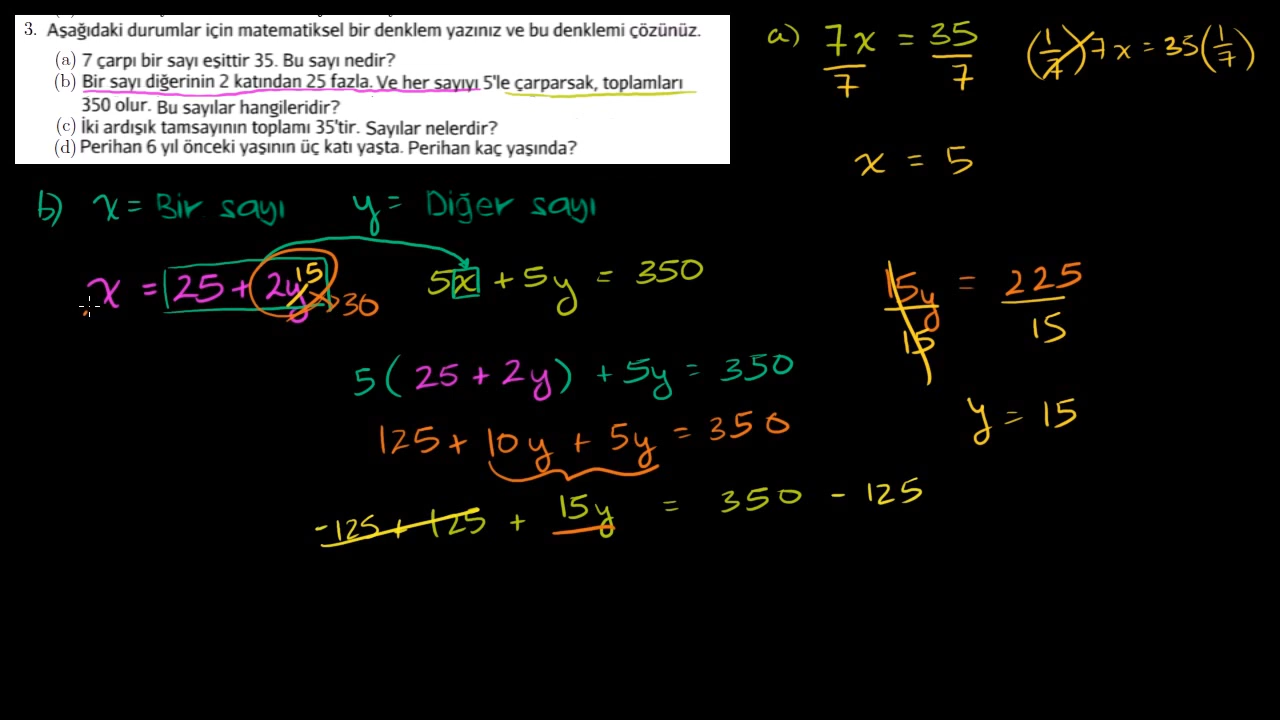 3. Aşağıdaki durumlar için matematiksel bir denklem yazınız ve bu denklemi çözünüz.
(a) 7 çarpı bir sayı eşittir 35. Bu sayı nedir?
(b) Bir sayı diğerinin 2 katından 25 fazla. Ve her sayıyı 5'le çarparsak, toplamları
350 olur. Bu sayılar hangileridir?
(c) İki ardışık tamsayının toplamı 35'tir. Sayılar nelerdir?
(d) Perihan 6 yıl önceki yaşının üç katı yaşta. Perihan kaç yaşında?
a) 7x = 35 (1/7) 7x = 35 (1/7)
7 7
x = 5
b) x = Bir sayı y = Diğer sayı
x = 25 + 2y 15 30 5x + 5y = 350
15y = 225
15 15
5(25 + 2y) + 5y = 350
y = 15
125 + 10y + 5y = 350
-125 + 125 + 15y = 350 - 125